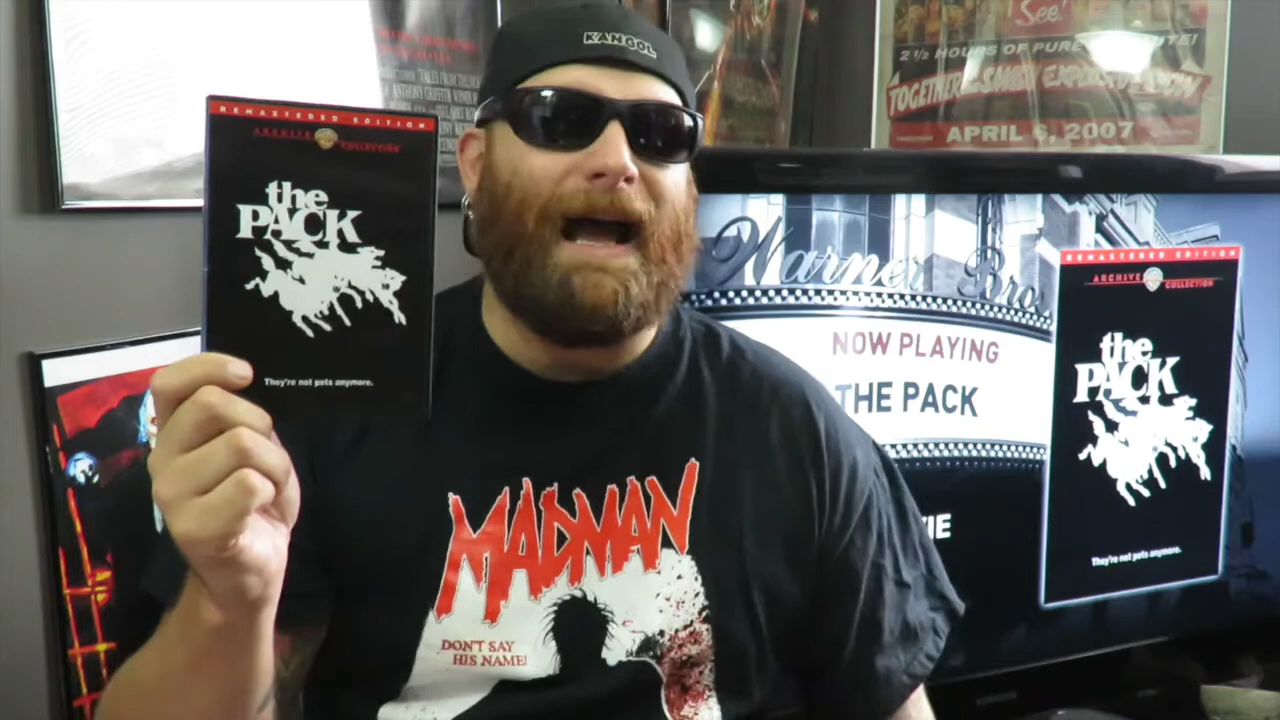 KANGOL
See!
2 1/2 HOURS OF PURE
APRIL 6, 2007
REMASTERED EDITION
ARCHIVE COLLECTION
the
PACK
They're not pets anymore.
Warner Bros
NOW PLAYING
THE PACK
REMASTERED EDITION
ARCHIVE COLLECTION
the
PACK
They're not pets anymore.
MADMAN
DON'T SAY
HIS NAME!